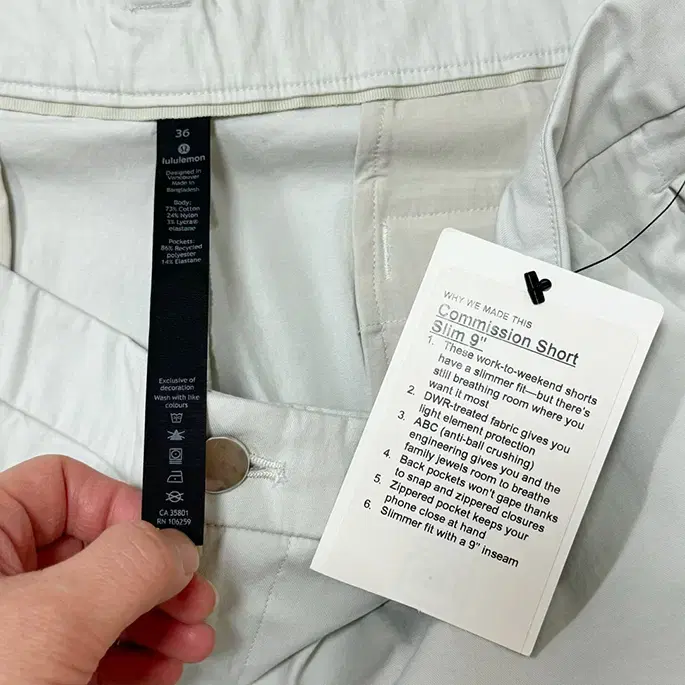 36
lululemon
Designed in
Vancouver
Made in
Bangladesh
Body:
73% Cotton
24% Nylon
3% Lycra®
elastane
Pockets:
86% Recycled
polyester
14% Elastane
Exclusive of
decoration
Wash with like
colours
CA 35801
RN 106259
WHY WE MADE THIS
Commission Short
Slim 9"
1. These work-to-weekend shorts
have a slimmer fit—but there's
still breathing room where you
want it most
2. DWR-treated fabric gives you
light element protection
3. ABC (anti-ball crushing)
engineering gives you and the
family jewels room to breathe
4. Back pockets won't gape thanks
to snap and zippered closures
5. Zippered pocket keeps your
phone close at hand
6. Slimmer fit with a 9" inseam